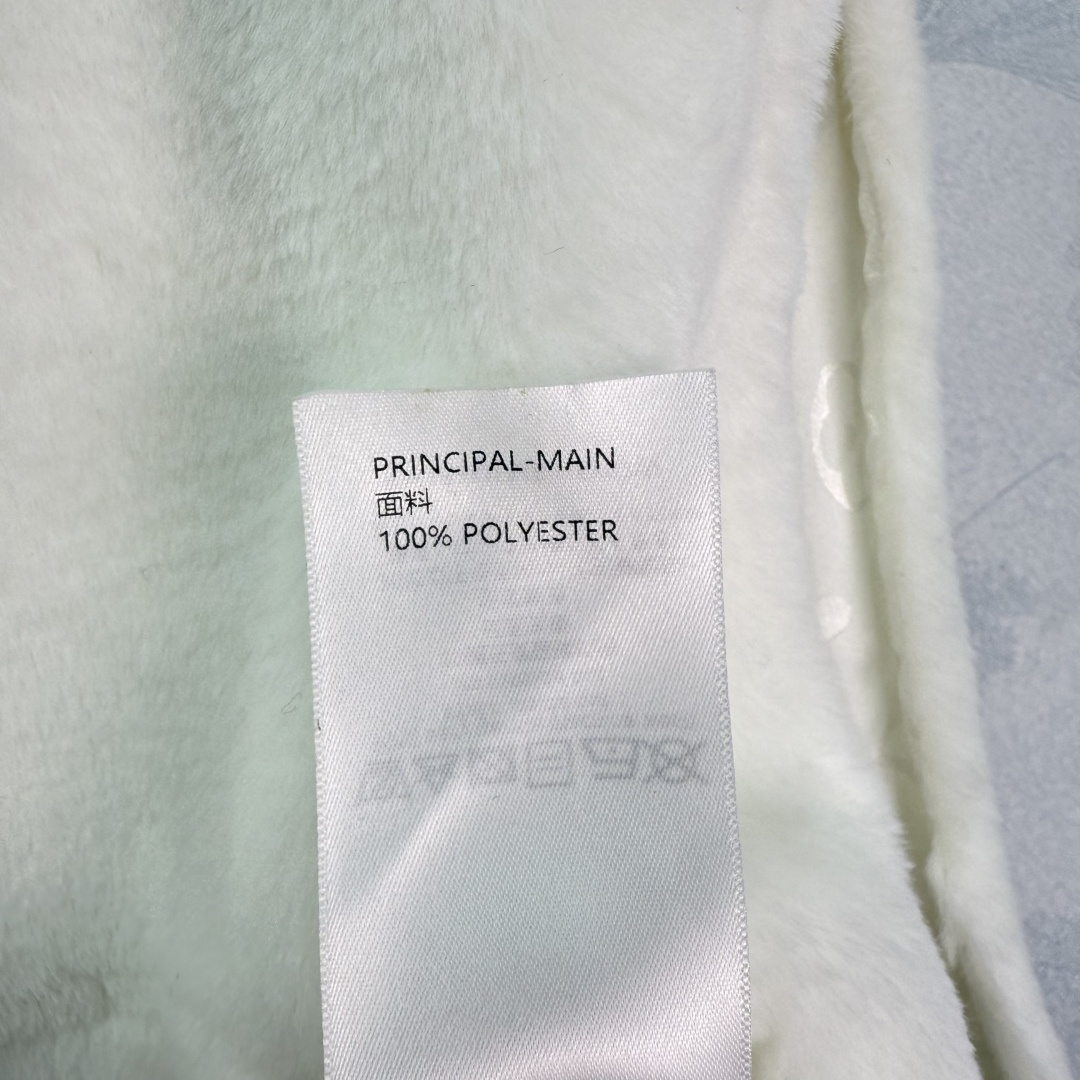 PRINCIPAL-MAIN
面料
100% POLYESTER